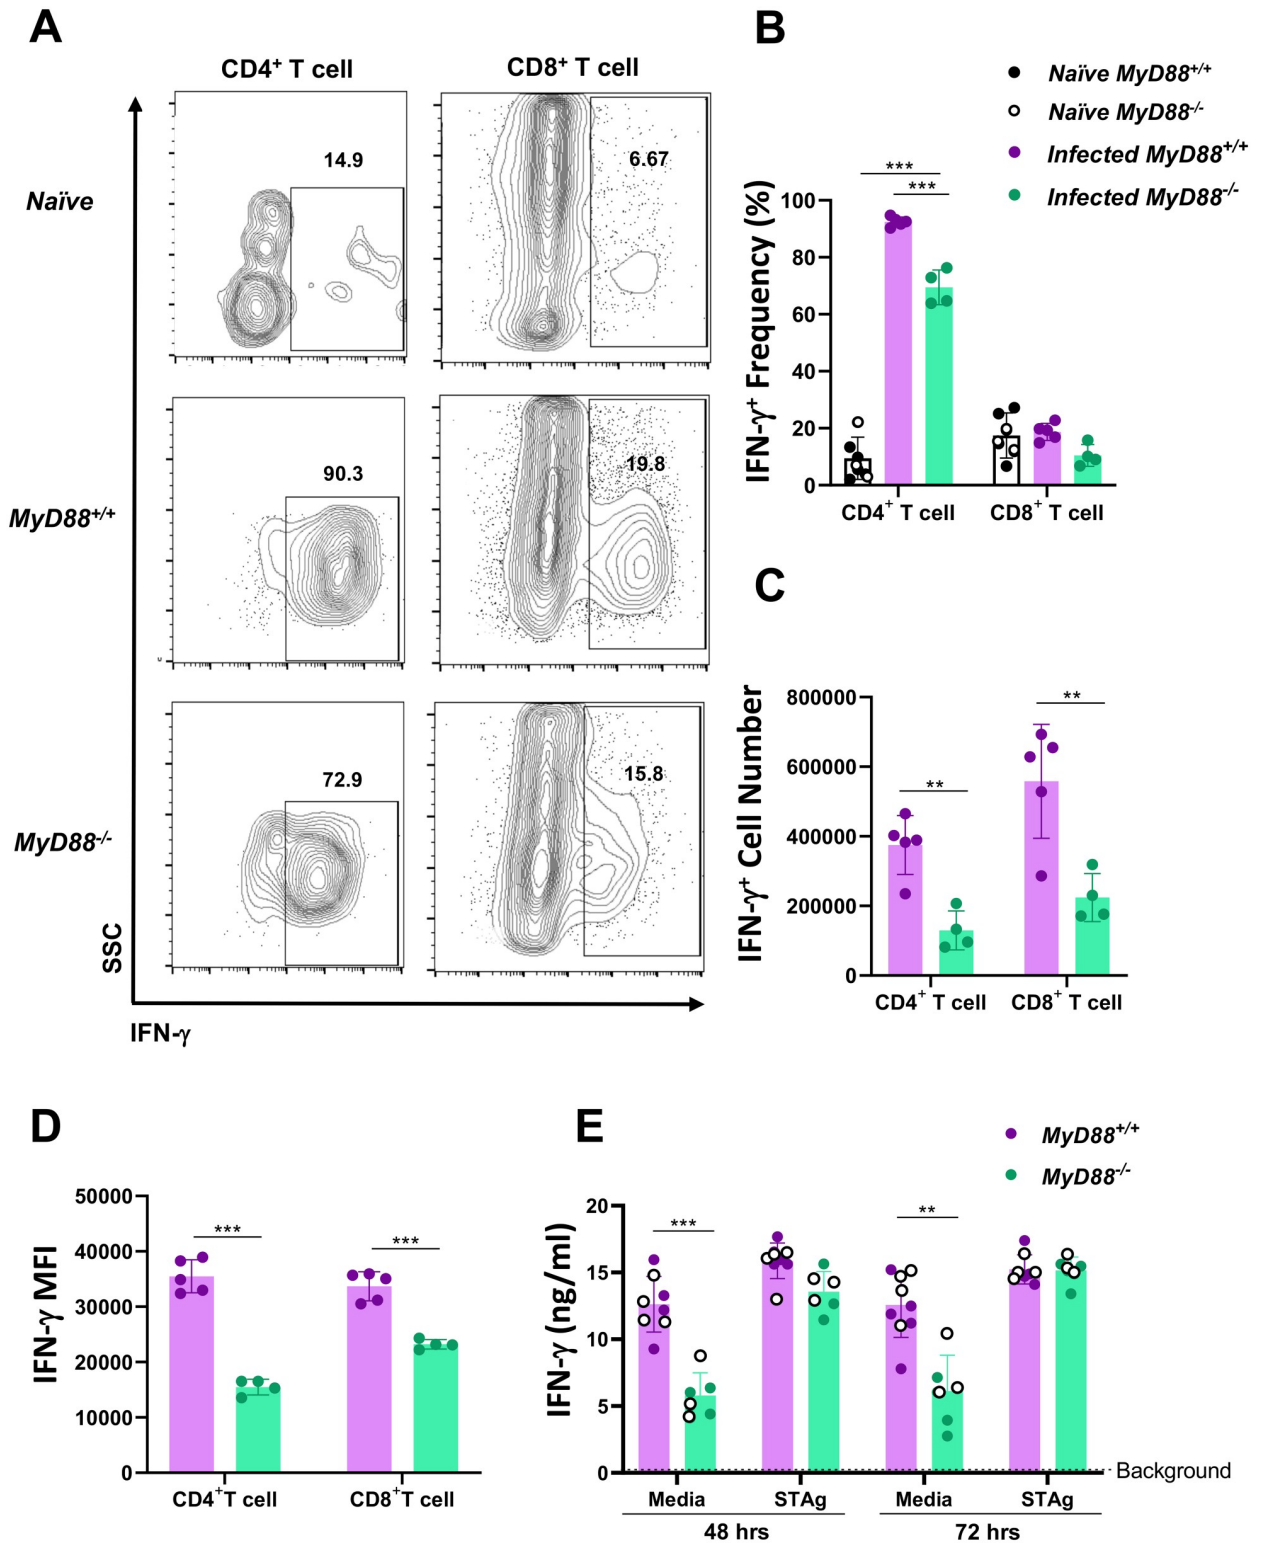 A
CD4+ T cell
CD8+ T cell
Naïve
14.9
6.67
MyD88+/+
90.3
19.8
MyD88-/-
72.9
15.8
SSC
IFN-γ
B
Naïve MyD88+/+
Naïve MyD88-/-
Infected MyD88+/+
Infected MyD88-/-
IFN-γ+ Frequency (%)
***
***
100
80
60
40
20
0
CD4+ T cell
CD8+ T cell
C
IFN-γ+ Cell Number
800000
600000
400000
200000
0
**
**
CD4+ T cell
CD8+ T cell
D
IFN-γ MFI
50000
40000
30000
20000
10000
0
***
***
CD4+T cell
CD8+T cell
E
MyD88+/+
MyD88-/-
IFN-γ (ng/ml)
20
15
10
5
0
***
**
Background
Media
STAg
Media
STAg
48 hrs
72 hrs